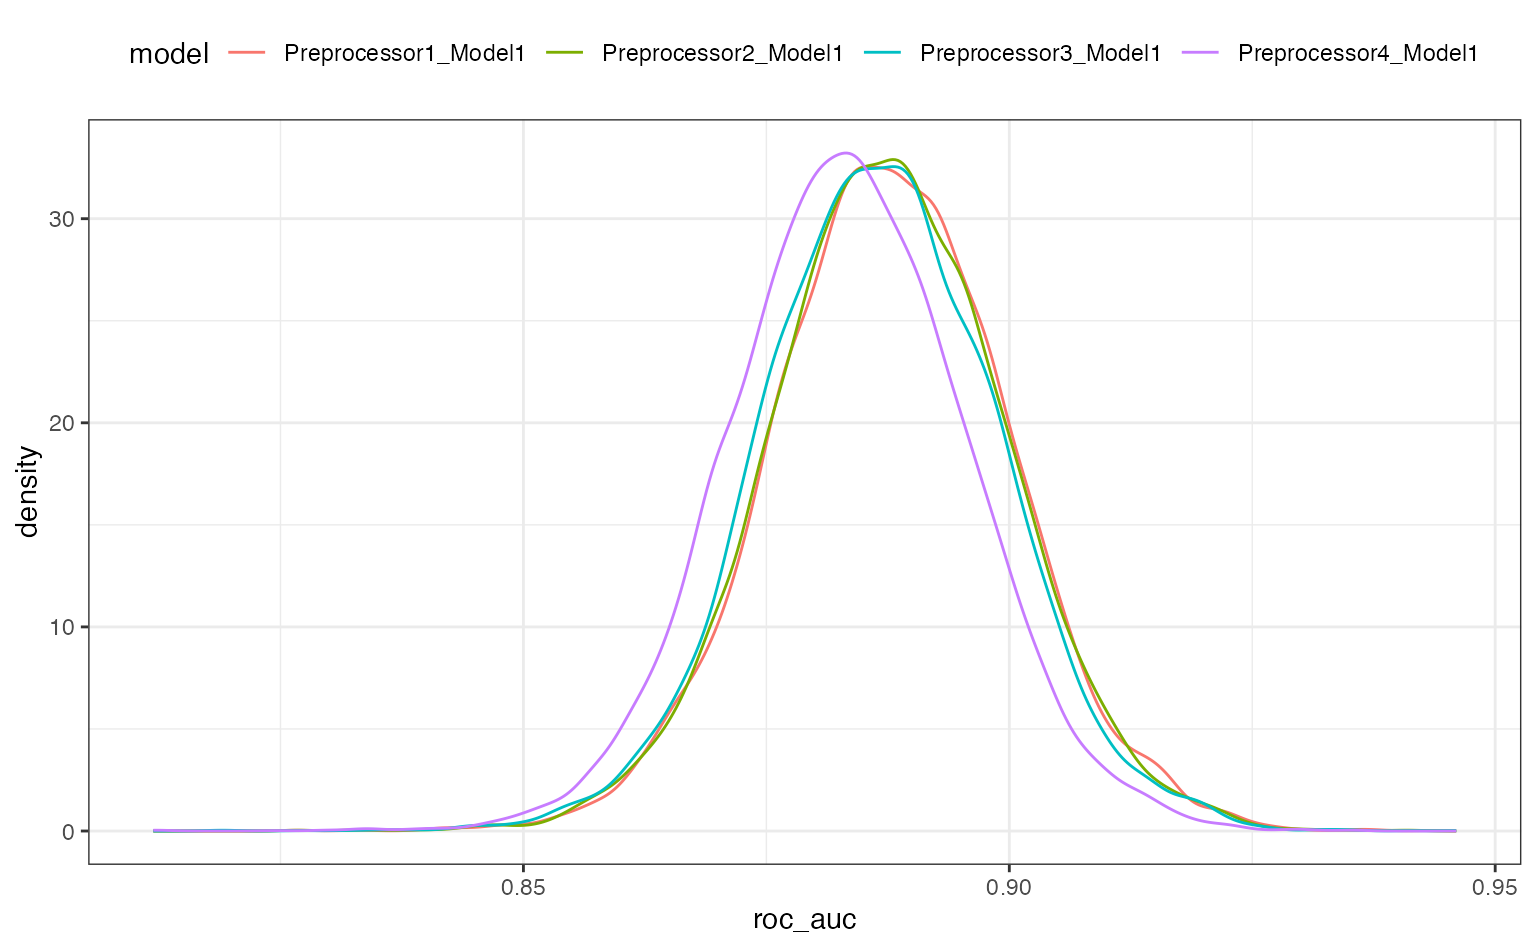 model Preprocessor1_Model1 Preprocessor2_Model1 Preprocessor3_Model1 Preprocessor4_Model1
30
20
10
0
density
0.85 0.90 0.95
roc_auc